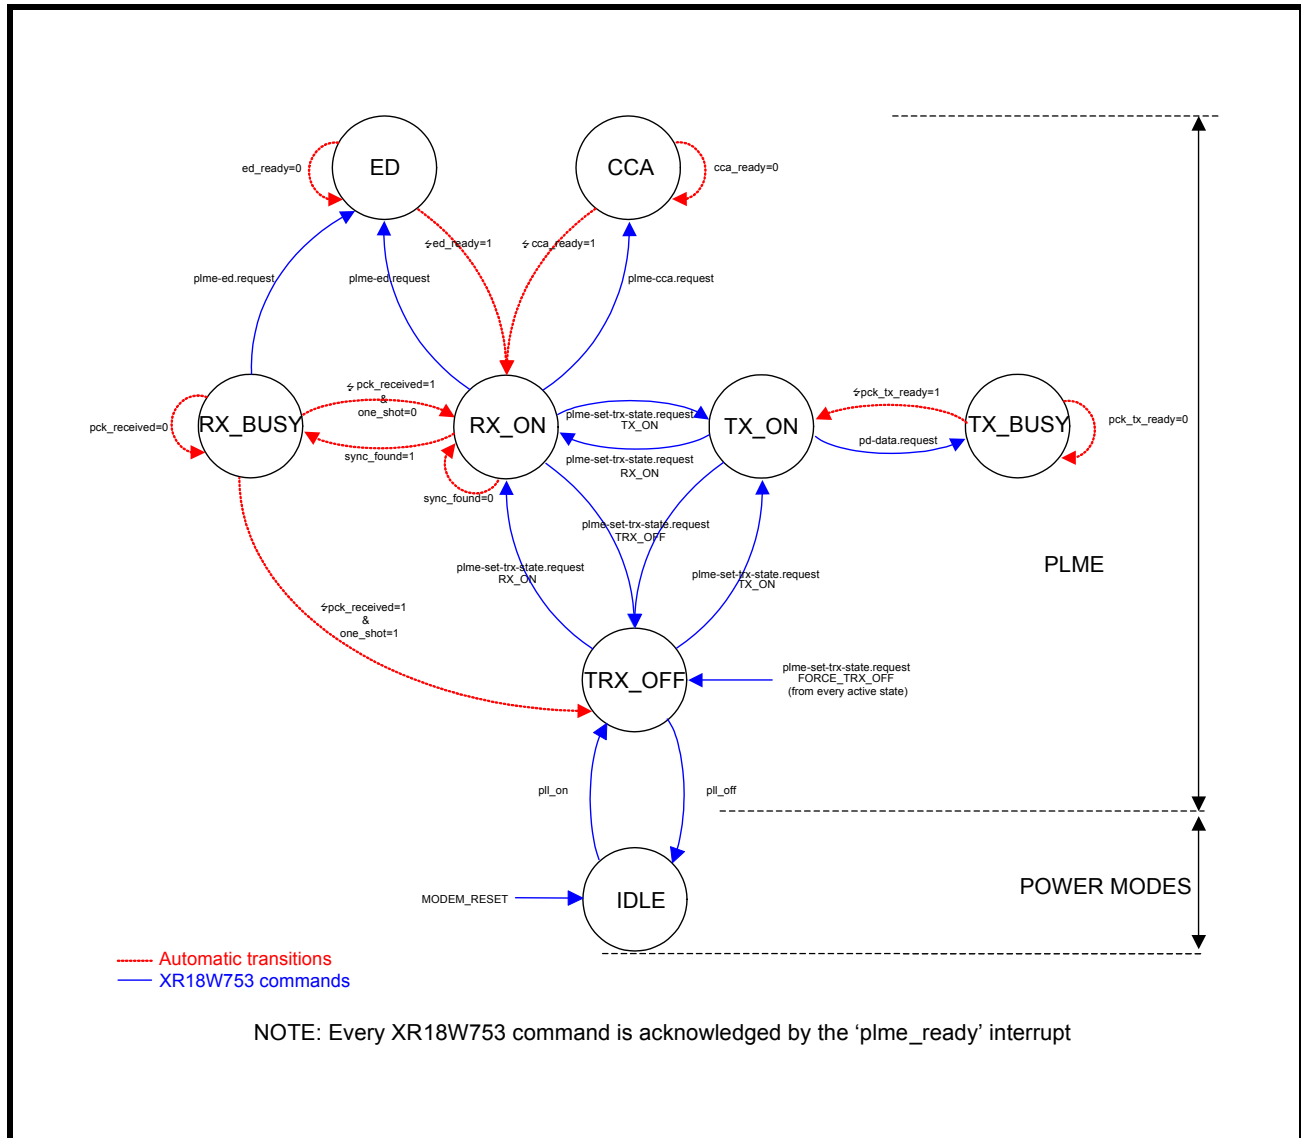 ED
CCA
ed_ready=0
cca_ready=0
ed_ready=1
cca_ready=1
plme-ed.request
plme-ed.request
plme-cca.request
pck_received=1
&
one_shot=0
pck_tx_ready=1
plme-set-trx-state.request
TX_ON
pck_received=0
RX_BUSY
RX_ON
TX_ON
TX_BUSY
pck_tx_ready=0
pd-data.request
sync_found=1
plme-set-trx-state.request
RX_ON
sync_found=0
plme-set-trx-state.request
TRX_OFF
plme-set-trx-state.request
RX_ON
plme-set-trx-state.request
TX_ON
PLME
pck_received=1
&
one_shot=1
TRX_OFF
plme-set-trx-state.request
FORCE_TRX_OFF
(from every active state)
pll_on
pll_off
MODEM_RESET
IDLE
POWER MODES
Automatic transitions
XR18W753 commands
NOTE: Every XR18W753 command is acknowledged by the ‘plme_ready’ interrupt